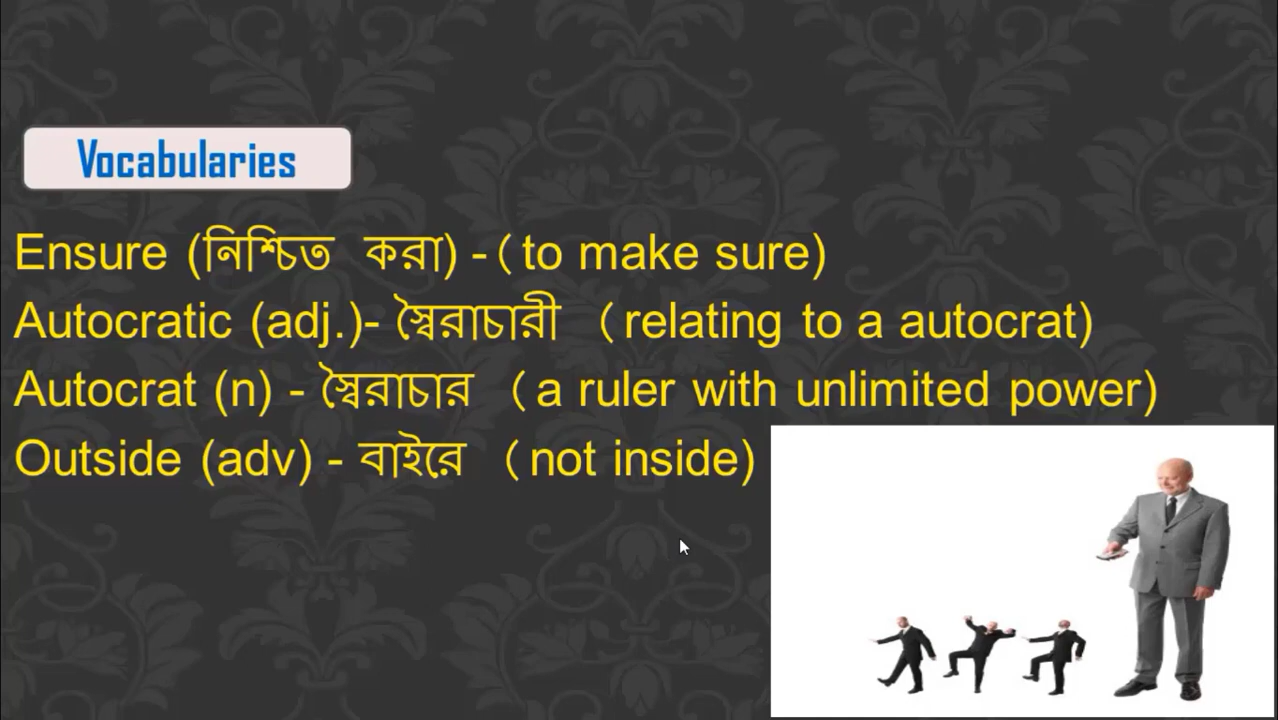 Vocabularies
Ensure (নিশ্চিত করা) - (to make sure)
Autocratic (adj.)- স্বৈরাচারী (relating to a autocrat)
Autocrat (n) - স্বৈরাচার (a ruler with unlimited power)
Outside (adv) - বাইরে (not inside)